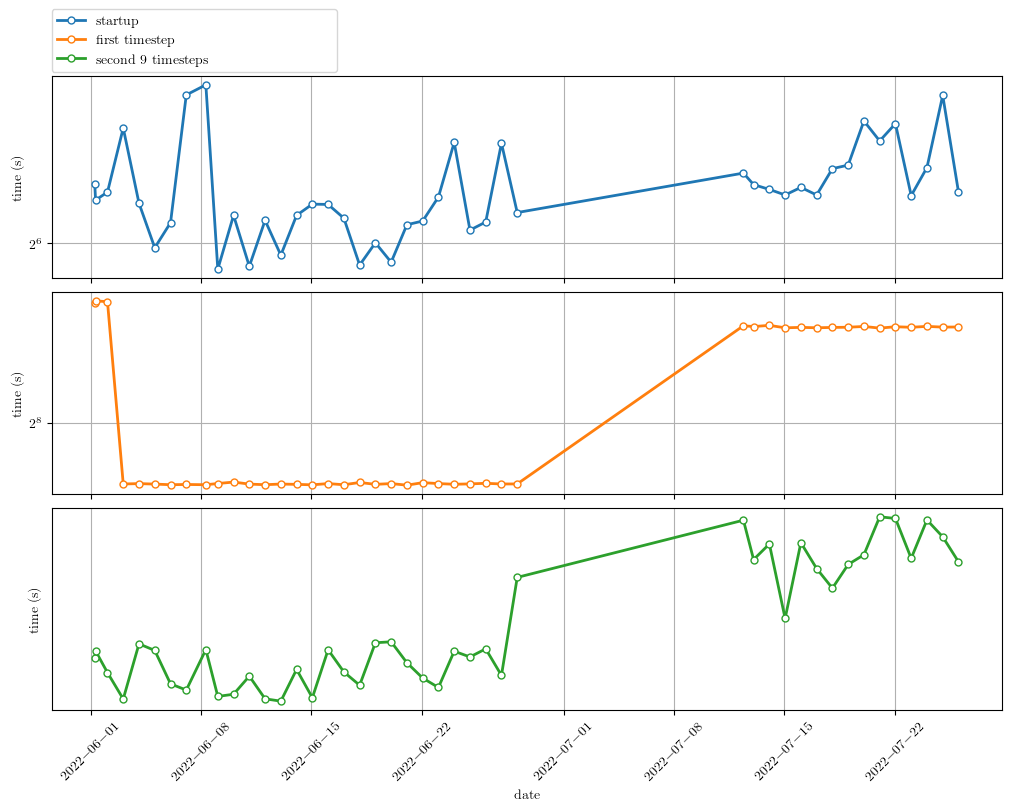 startup
first timestep
second 9 timesteps
time (s)
2^6
time (s)
2^8
time (s)
2022−06−01
2022−06−08
2022−06−15
2022−06−22
2022−07−01
2022−07−08
2022−07−15
2022−07−22
date